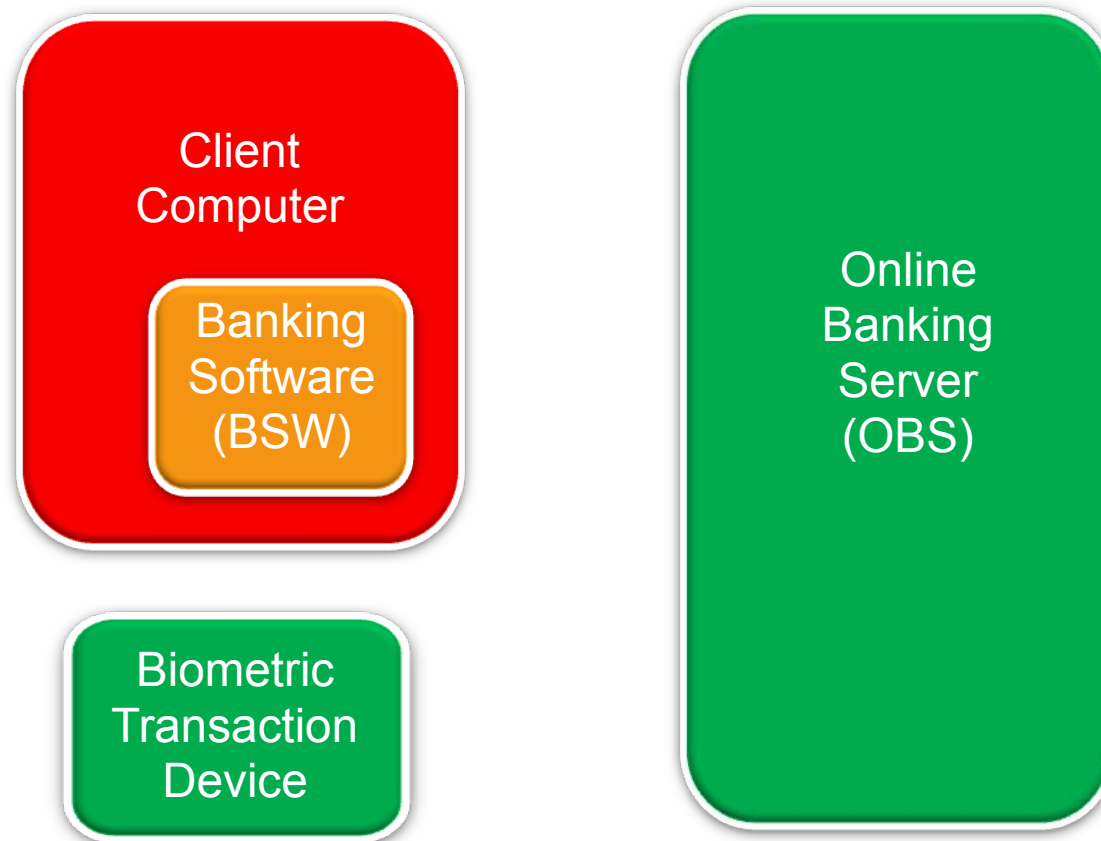 Client
Computer
Banking
Software
(BSW)
Biometric
Transaction
Device
Online
Banking
Server
(OBS)